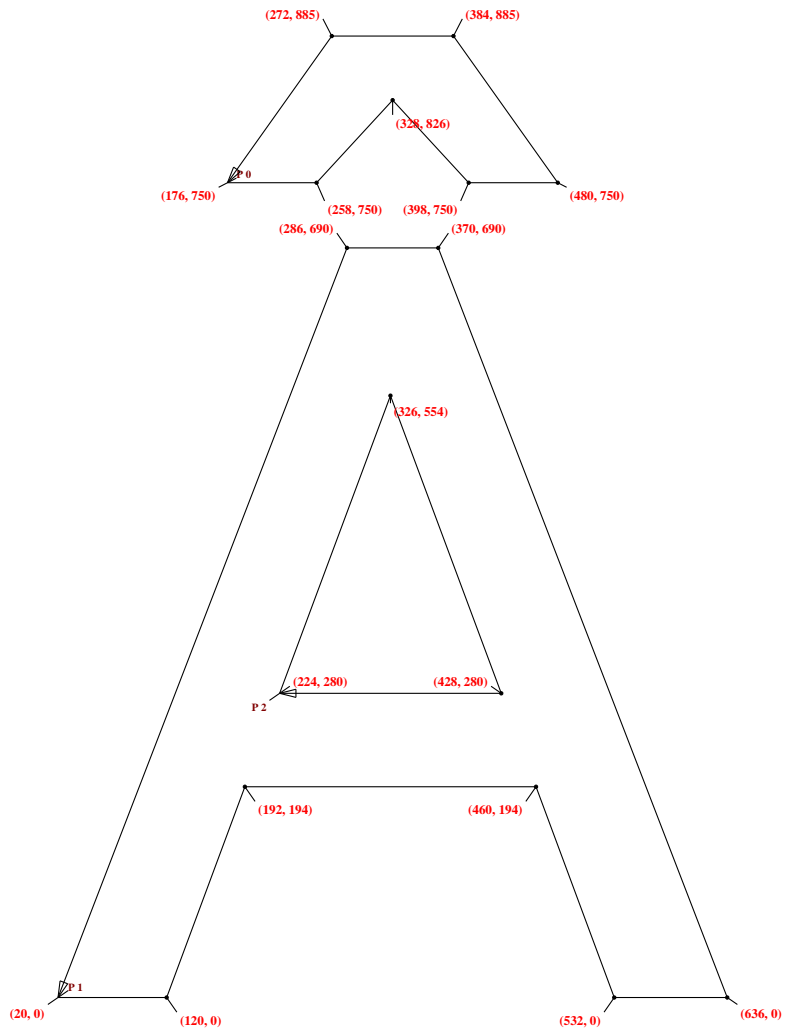 (272, 885) (384, 885)
(328, 826)
P 0
(176, 750) (258, 750) (398, 750) (480, 750)
(286, 690) (370, 690)
(326, 554)
(224, 280) (428, 280)
P 2
(192, 194) (460, 194)
P 1
(20, 0) (120, 0) (532, 0) (636, 0)